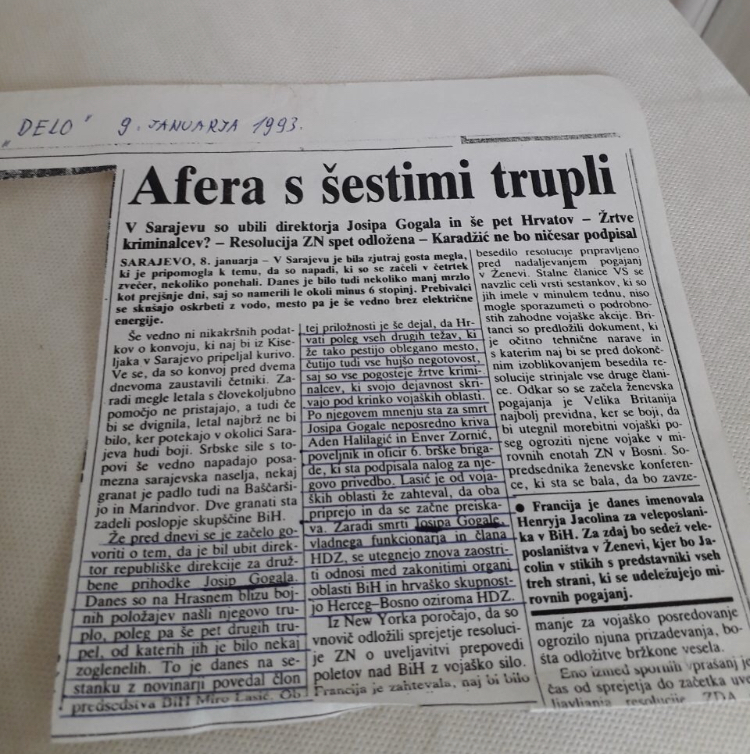 "DELO" 9. JANUARJA 1993.
Afera s šestimi trupli
V Sarajevu so ubili direktorja Josipa Gogala in še pet Hrvatov – Žrtve
kriminalcev? – Resolucija ZN spet odložena – Karadžić ne bo ničesar podpisal
SARAJEVO, 8. januarja – V Sarajevu je bila zjutraj gosta megla,
ki je pripomogla k temu, da so napadi, ki so se začeli v četrtek
zvečer, nekoliko ponehali. Danes je bilo tudi nekoliko manj mrzlo
kot prejšnje dni, saj so namerili le okoli minus 6 stopinj. Prebivalci
se skušajo oskrbeti z vodo, mesto pa je še vedno brez električne
energije.
Še vedno ni nikakršnih podat-
kov o konvoju, ki naj bi iz Kise-
ljaka v Sarajevo pripeljal kurivo.
Ve se, da so konvoj pred dvema
dnevoma zaustavili četniki. Za-
radi megle letala s človekoljubno
pomočjo ne pristajajo, a tudi če
bi se dvignila, letal najbrž ne bi
bilo, ker potekajo v okolici Sara-
jeva hudi boji. Srbske sile s to-
povi še vedno napadajo posa-
mezna sarajevska naselja, nekaj
granat je padlo tudi na Baščarši-
jo in Marindvor. Dve granati sta
zadeli poslopje skupščine BiH.
Že pred dnevi se je začelo go-
voriti o tem, da je bil ubit direk-
tor republiške direkcije za druž-
bene prihodke Josip Gogala.
Danes so na Hrasnem blizu boj-
nih položajev našli njegovo tru-
plo, poleg pa še pet drugih tru-
pel, od katerih jih je bilo nekaj
zoglenelih. To je danes na se-
stanku z novinarji povedal član
predsedstva BiH Miro Lasić. Ob
tej priložnosti je še dejal, da Hr-
vati poleg vseh drugih težav, ki
že tako pestijo oblegano mesto,
čutijo tudi vse hujšo negotovost,
saj so vse pogosteje žrtve krimi-
nalcev, ki svojo dejavnost skri-
vajo pod krinko vojaških oblasti.
Po njegovem mnenju sta za smrt
Josipa Gogale neposredno kriva
Aden Halilagić in Enver Zornić,
poveljnik in oficir 6. brske briga-
de, ki sta podpisala nalog za nje-
govo privedbo. Lasić je od voja-
ških oblasti že zahteval, da oba
priprejo in da se začne preiska-
va. Zaradi smrti Josipa Gogale,
vladnega funkcionarja in člana
HDZ, se utegnejo znova zaostri-
ti odnosi med zakonitimi organi
oblasti BiH in hrvaško skupnost-
jo Herceg-Bosno oziroma HDZ.
Iz New Yorka poročajo, da so
vnovič odložili sprejetje resoluci-
je ZN o uveljavitvi prepovedi
poletov nad BiH z vojaško silo.
Francija je zahtevala, naj bi bilo
besedilo resolucije pripravljeno
pred nadaljevanjem pogajanj
v Ženevi. Stalne članice VS se
navzlic celi vrsti sestankov, ki so
jih imele v minulem tednu, niso
mogle sporazumeti o podrobno-
stih zahodne vojaške akcije. Bri-
tanci so predložili dokument, ki
je očitno tehnične narave in
s katerim naj bi se pred dokonč-
nim izoblikovanjem besedila re-
solucije strinjale vse druge člani-
ce. Odkar so se začela ženevska
pogajanja je Velika Britanija
najbolj previdna, ker se boji, da
bi utegnil morebitni vojaški po-
seg ogroziti njene vojake v mi-
rovnih enotah ZN v Bosni. So-
predsednika ženevske konferen-
ce, ki sta se bala, da bo zavze-
● Francija je danes imenovala
Henryja Jacolina za veleposlani-
ka v BiH. Za zdaj bo sedež vele-
poslaništva v Ženevi, kjer bo Ja-
colin v stikih s predstavniki vseh
treh strani, ki se udeležujejo mi-
rovnih pogajanj.
manje za vojaško posredovanje
ogrozilo njuna prizadevanja, bo-
sta odložitve bržkone vesela.
Eno izmed spornih vprašanj je
čas od sprejetja do začetka uve
ljavljanja resolucije. ZDA